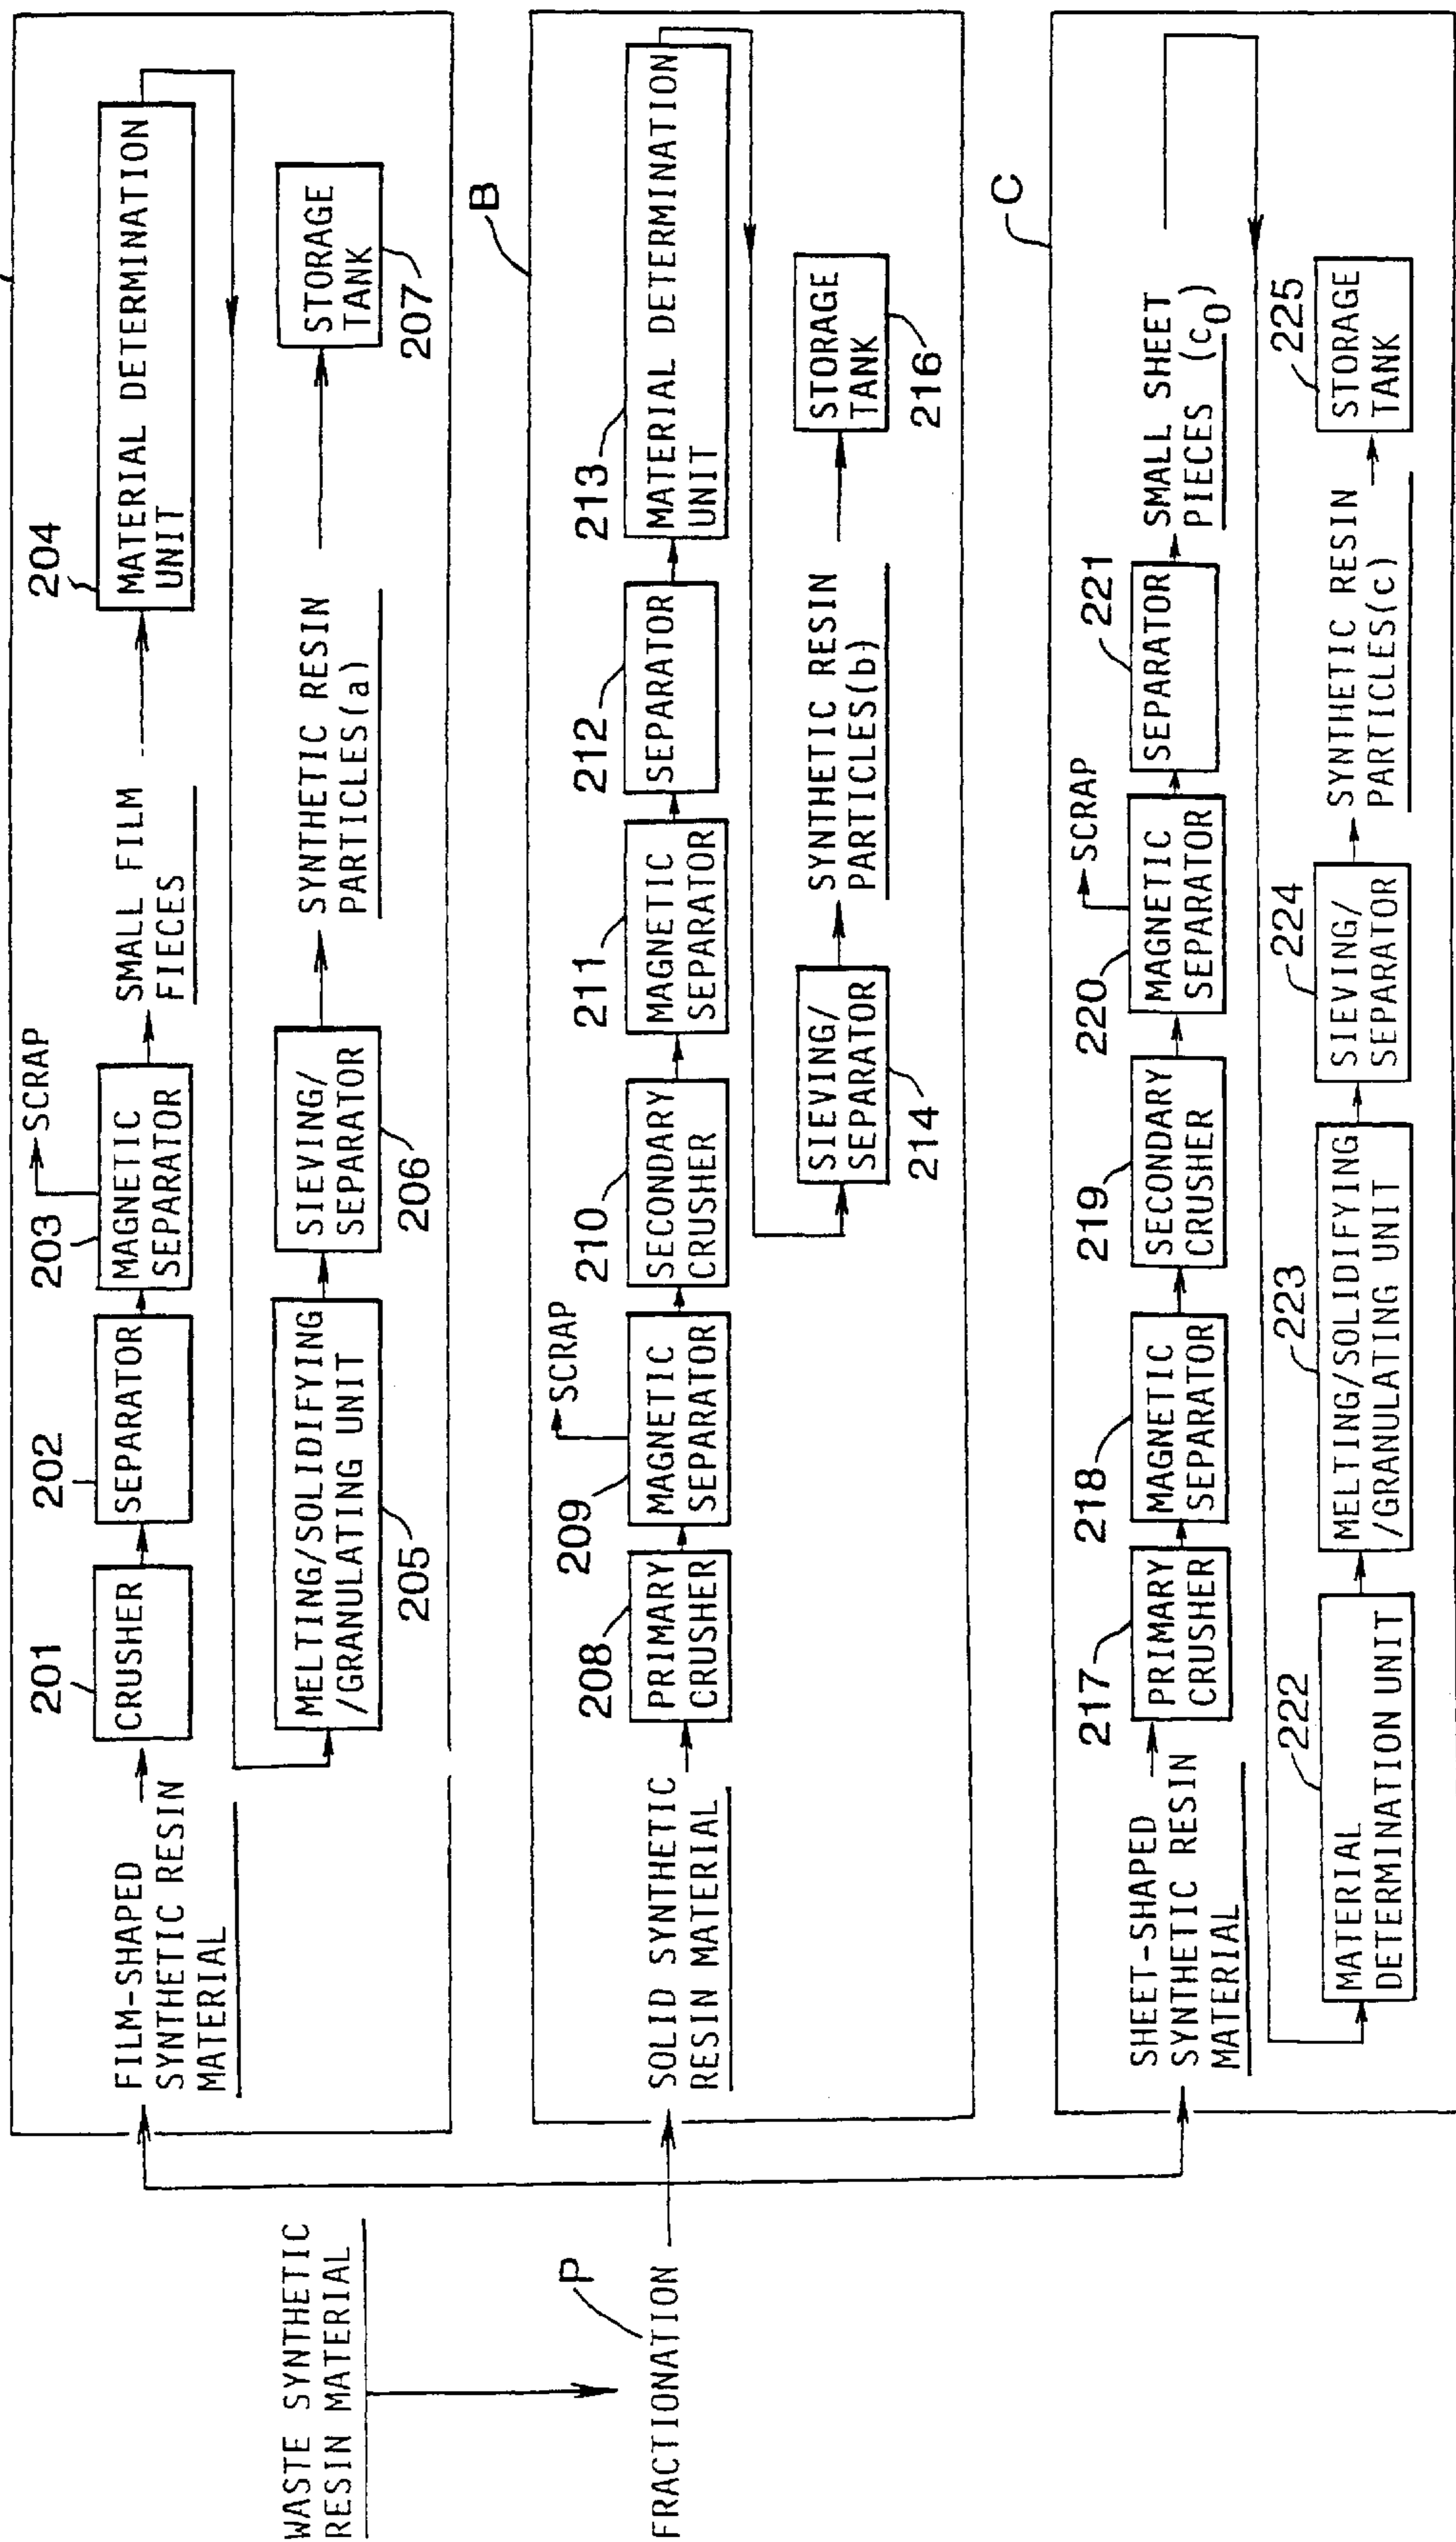 WASTE SYNTHETIC
RESIN MATERIAL
P
FRACTIONATION
FILM-SHAPED
SYNTHETIC RESIN
MATERIAL
201
CRUSHER
202
SEPARATOR
203
MAGNETIC
SEPARATOR
SCRAP
SMALL FILM
FIECES
204
MATERIAL DETERMINATION
UNIT
MELTING/SOLIDIFYING
/GRANULATING UNIT
205
SIEVING/
SEPARATOR
206
SYNTHETIC RESIN
PARTICLES(a)
STORAGE
TANK
207
B
SOLID SYNTHETIC
RESIN MATERIAL
208
PRIMARY
CRUSHER
209
MAGNETIC
SEPARATOR
SCRAP
210
SECONDARY
CRUSHER
211
MAGNETIC
SEPARATOR
212
SEPARATOR
213
MATERIAL DETERMINATION
UNIT
SIEVING/
SEPARATOR
214
SYNTHETIC RESIN
PARTICLES(b)
STORAGE
TANK
216
C
SHEET-SHAPED
SYNTHETIC RESIN
MATERIAL
217
PRIMARY
CRUSHER
218
MAGNETIC
SEPARATOR
219
SECONDARY
CRUSHER
220
MAGNETIC
SEPARATOR
SCRAP
221
SEPARATOR
SMALL SHEET
PIECES (c0)
222
MATERIAL
DETERMINATION UNIT
223
MELTING/SOLIDIFYING
/GRANULATING UNIT
224
SIEVING/
SEPARATOR
SYNTHETIC RESIN
PARTICLES(c)
225
STORAGE
TANK